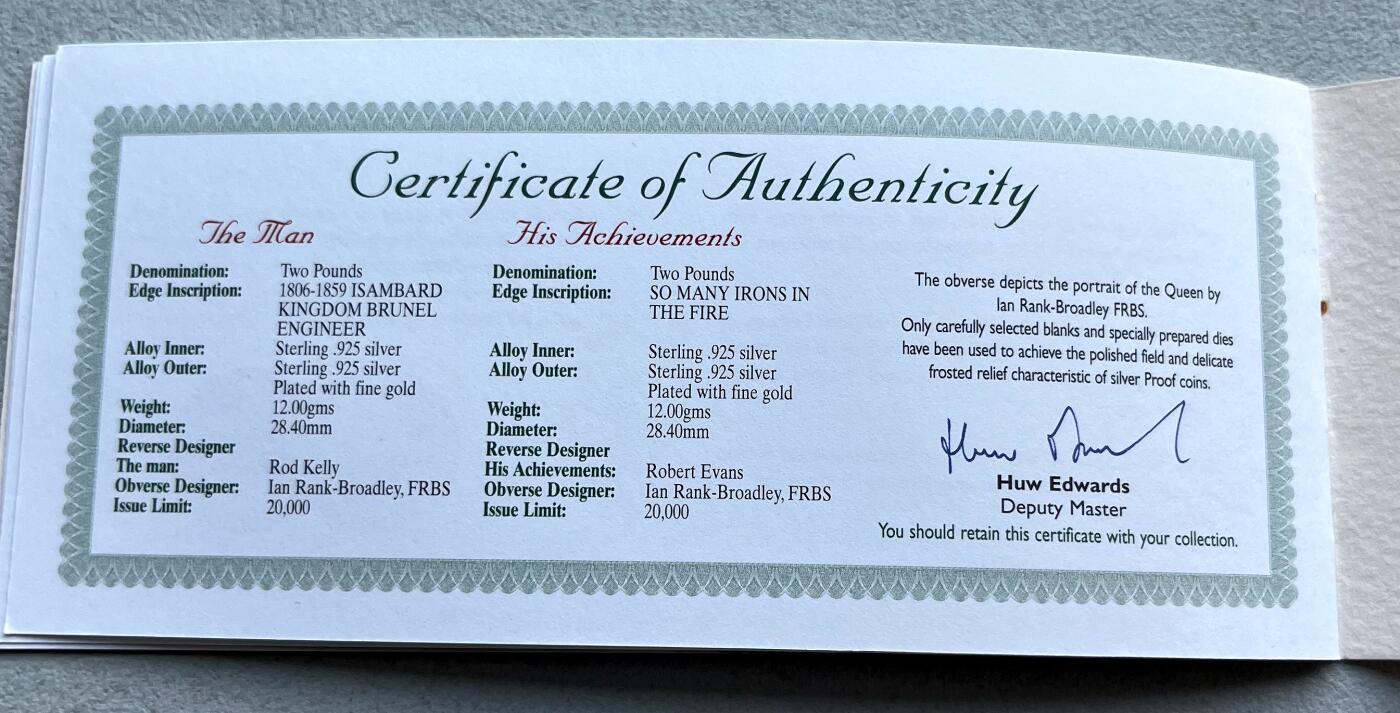 Certificate of Authenticity
The Man
Denomination: Two Pounds
Edge Inscription: 1806-1859 ISAMBARD
KINGDOM BRUNEL
ENGINEER
Alloy Inner: Sterling .925 silver
Alloy Outer: Sterling .925 silver
Plated with fine gold
Weight: 12.00gms
Diameter: 28.40mm
Reverse Designer
The man: Rod Kelly
Obverse Designer: Ian Rank-Broadley, FRBS
Issue Limit: 20,000
His Achievements
Denomination: Two Pounds
Edge Inscription: SO MANY IRONS IN
THE FIRE
Alloy Inner: Sterling .925 silver
Alloy Outer: Sterling .925 silver
Plated with fine gold
Weight: 12.00gms
Diameter: 28.40mm
Reverse Designer
His Achievements: Robert Evans
Obverse Designer: Ian Rank-Broadley, FRBS
Issue Limit: 20,000
The obverse depicts the portrait of the Queen by
Ian Rank-Broadley FRBS.
Only carefully selected blanks and specially prepared dies
have been used to achieve the polished field and delicate
frosted relief characteristic of silver Proof coins.
Huw Edwards
Huw Edwards
Deputy Master
You should retain this certificate with your collection.